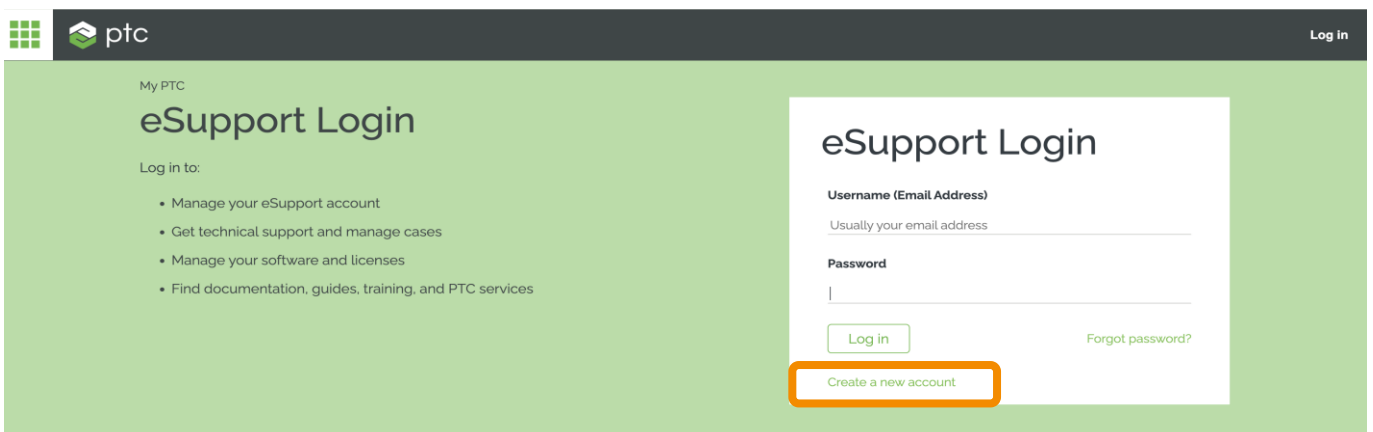 ptc
Log in
My PTC
eSupport Login
Log in to:
• Manage your eSupport account
• Get technical support and manage cases
• Manage your software and licenses
• Find documentation, guides, training, and PTC services
eSupport Login
Username (Email Address)
Usually your email address
Password
Log in
Forgot password?
Create a new account